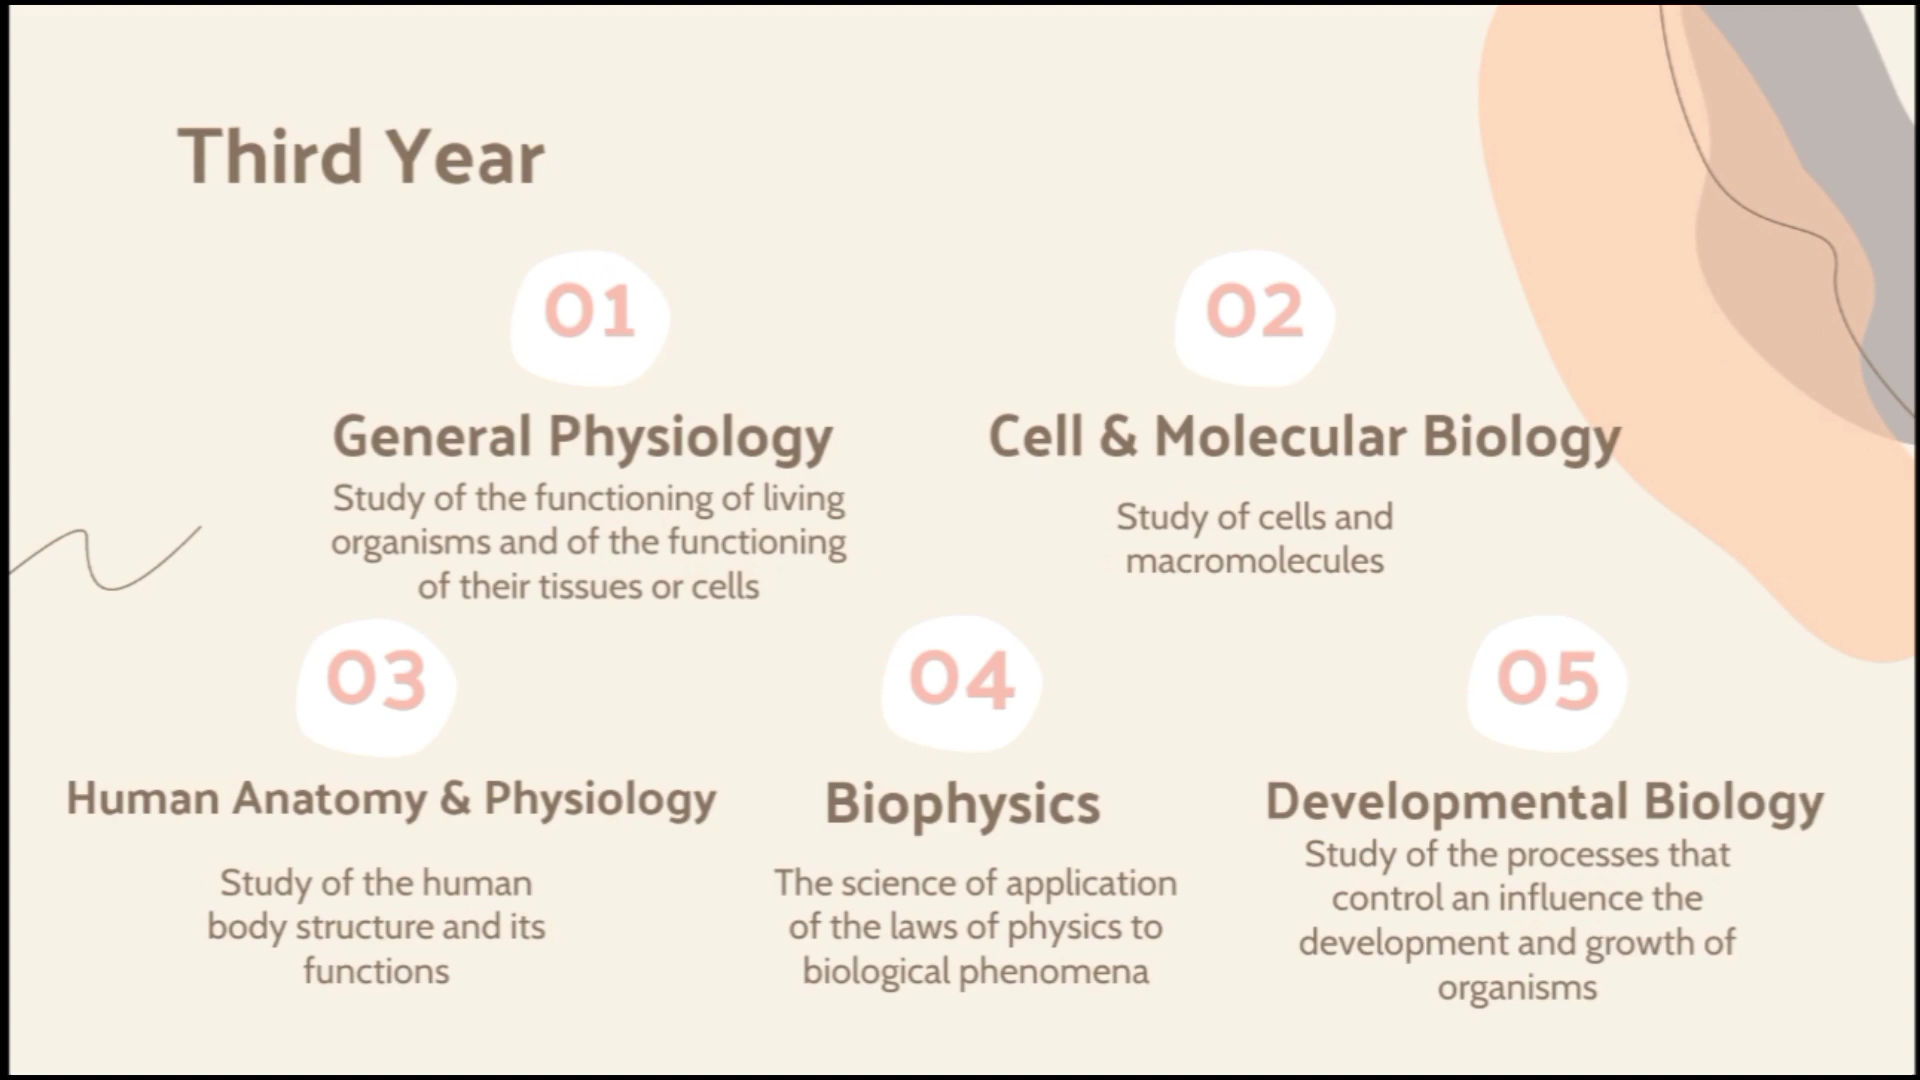 Third Year
01
General Physiology
Study of the functioning of living
organisms and of the functioning
of their tissues or cells
02
Cell & Molecular Biology
Study of cells and
macromolecules
03
Human Anatomy & Physiology
Study of the human
body structure and its
functions
04
Biophysics
The science of application
of the laws of physics to
biological phenomena
05
Developmental Biology
Study of the processes that
control an influence the
development and growth of
organisms